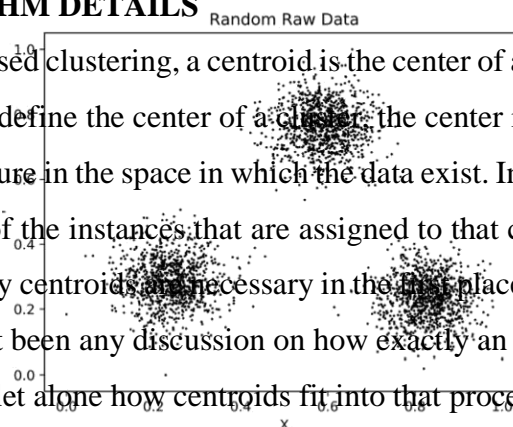 HM DETAILS
Random Raw Data
sed clustering, a centroid is the center of a
define the center of a cluster, the center i
ure in the space in which the data exist. In
of the instances that are assigned to that c
y centroids are necessary in the first place
t been any discussion on how exactly an
let alone how centroids fit into that proce
1.0
0.8
0.6
0.4
0.2
0.0
0.0 0.2 0.4 0.6 0.8 1.0
X